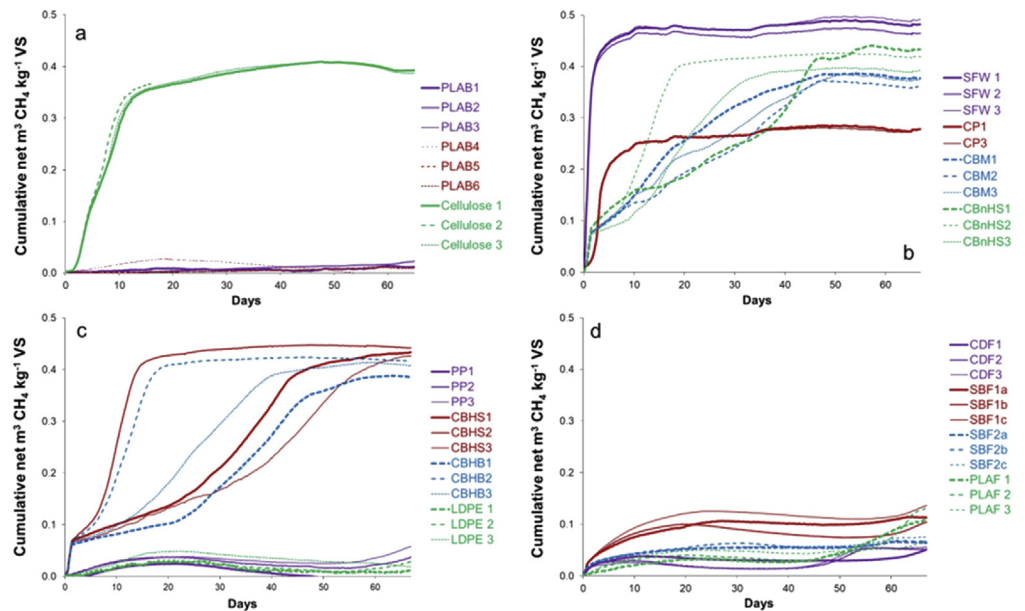 a
Cumulative net m³ CH₄ kg⁻¹ VS
0.5
0.4
0.3
0.2
0.1
0.0
0 10 20 30 40 50 60
Days
PLAB1
PLAB2
PLAB3
PLAB4
PLAB5
PLAB6
Cellulose 1
Cellulose 2
Cellulose 3
b
Cumulative net m³ CH₄ kg⁻¹ VS
0.5
0.4
0.3
0.2
0.1
0.0
0 10 20 30 40 50 60
Days
SFW 1
SFW 2
SFW 3
CP1
CP3
CBM1
CBM2
CBM3
CBnHS1
CBnHS2
CBnHS3
c
Cumulative net m³ CH₄ kg⁻¹ VS
0.5
0.4
0.3
0.2
0.1
0.0
0 10 20 30 40 50 60
Days
PP1
PP2
PP3
CBHS1
CBHS2
CBHS3
CBHB1
CBHB2
CBHB3
LDPE 1
LDPE 2
LDPE 3
d
Cumulative net m³ CH₄ kg⁻¹ VS
0.5
0.4
0.3
0.2
0.1
0.0
0 10 20 30 40 50 60
Days
CDF1
CDF2
CDF3
SBF1a
SBF1b
SBF1c
SBF2a
SBF2b
SBF2c
PLAF 1
PLAF 2
PLAF 3